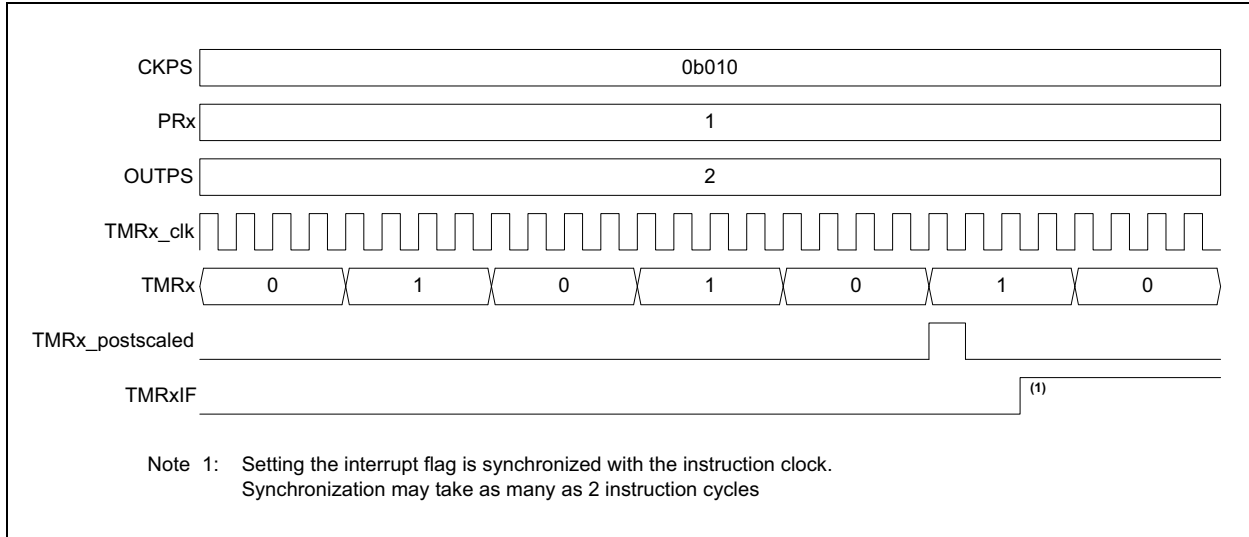 CKPS 0b010
PRx 1
OUTPS 2
TMRx_clk
TMRx 0 1 0 1 0 1 0
TMRx_postscaled
TMRxIF (1)
Note 1: Setting the interrupt flag is synchronized with the instruction clock.
Synchronization may take as many as 2 instruction cycles